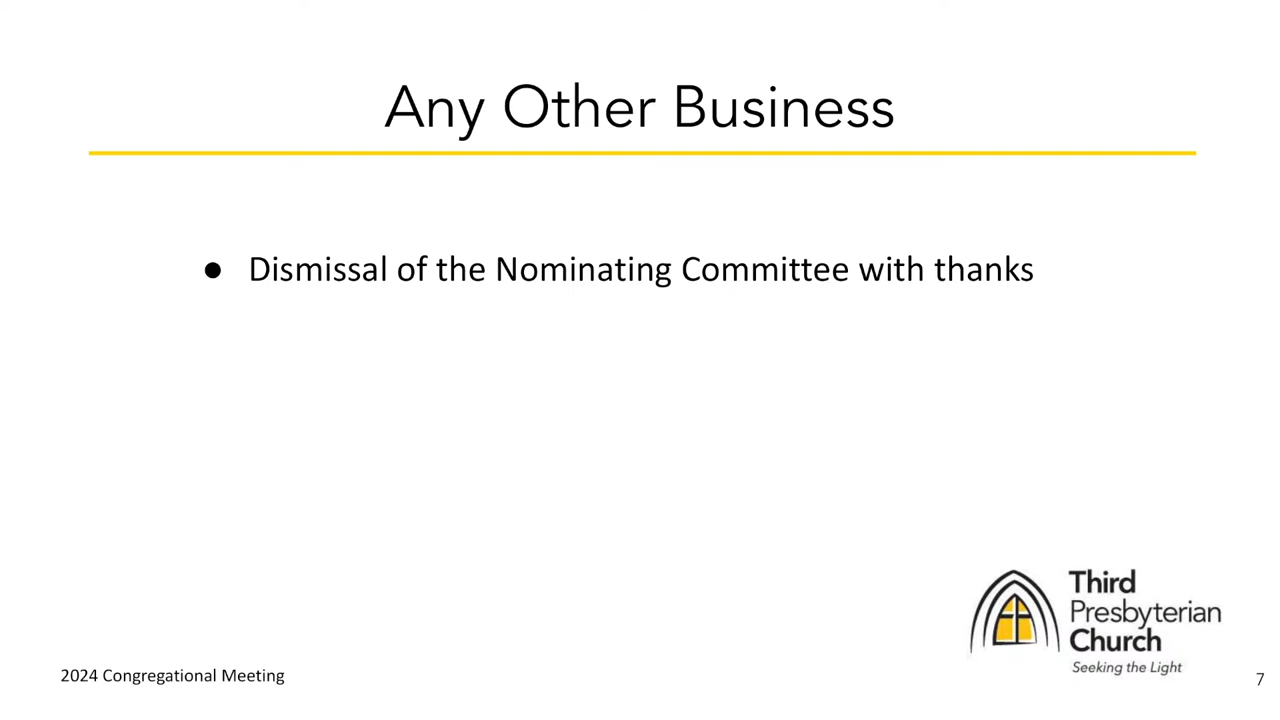 Any Other Business
● Dismissal of the Nominating Committee with thanks
Third
Presbyterian
Church
Seeking the Light
2024 Congregational Meeting
7